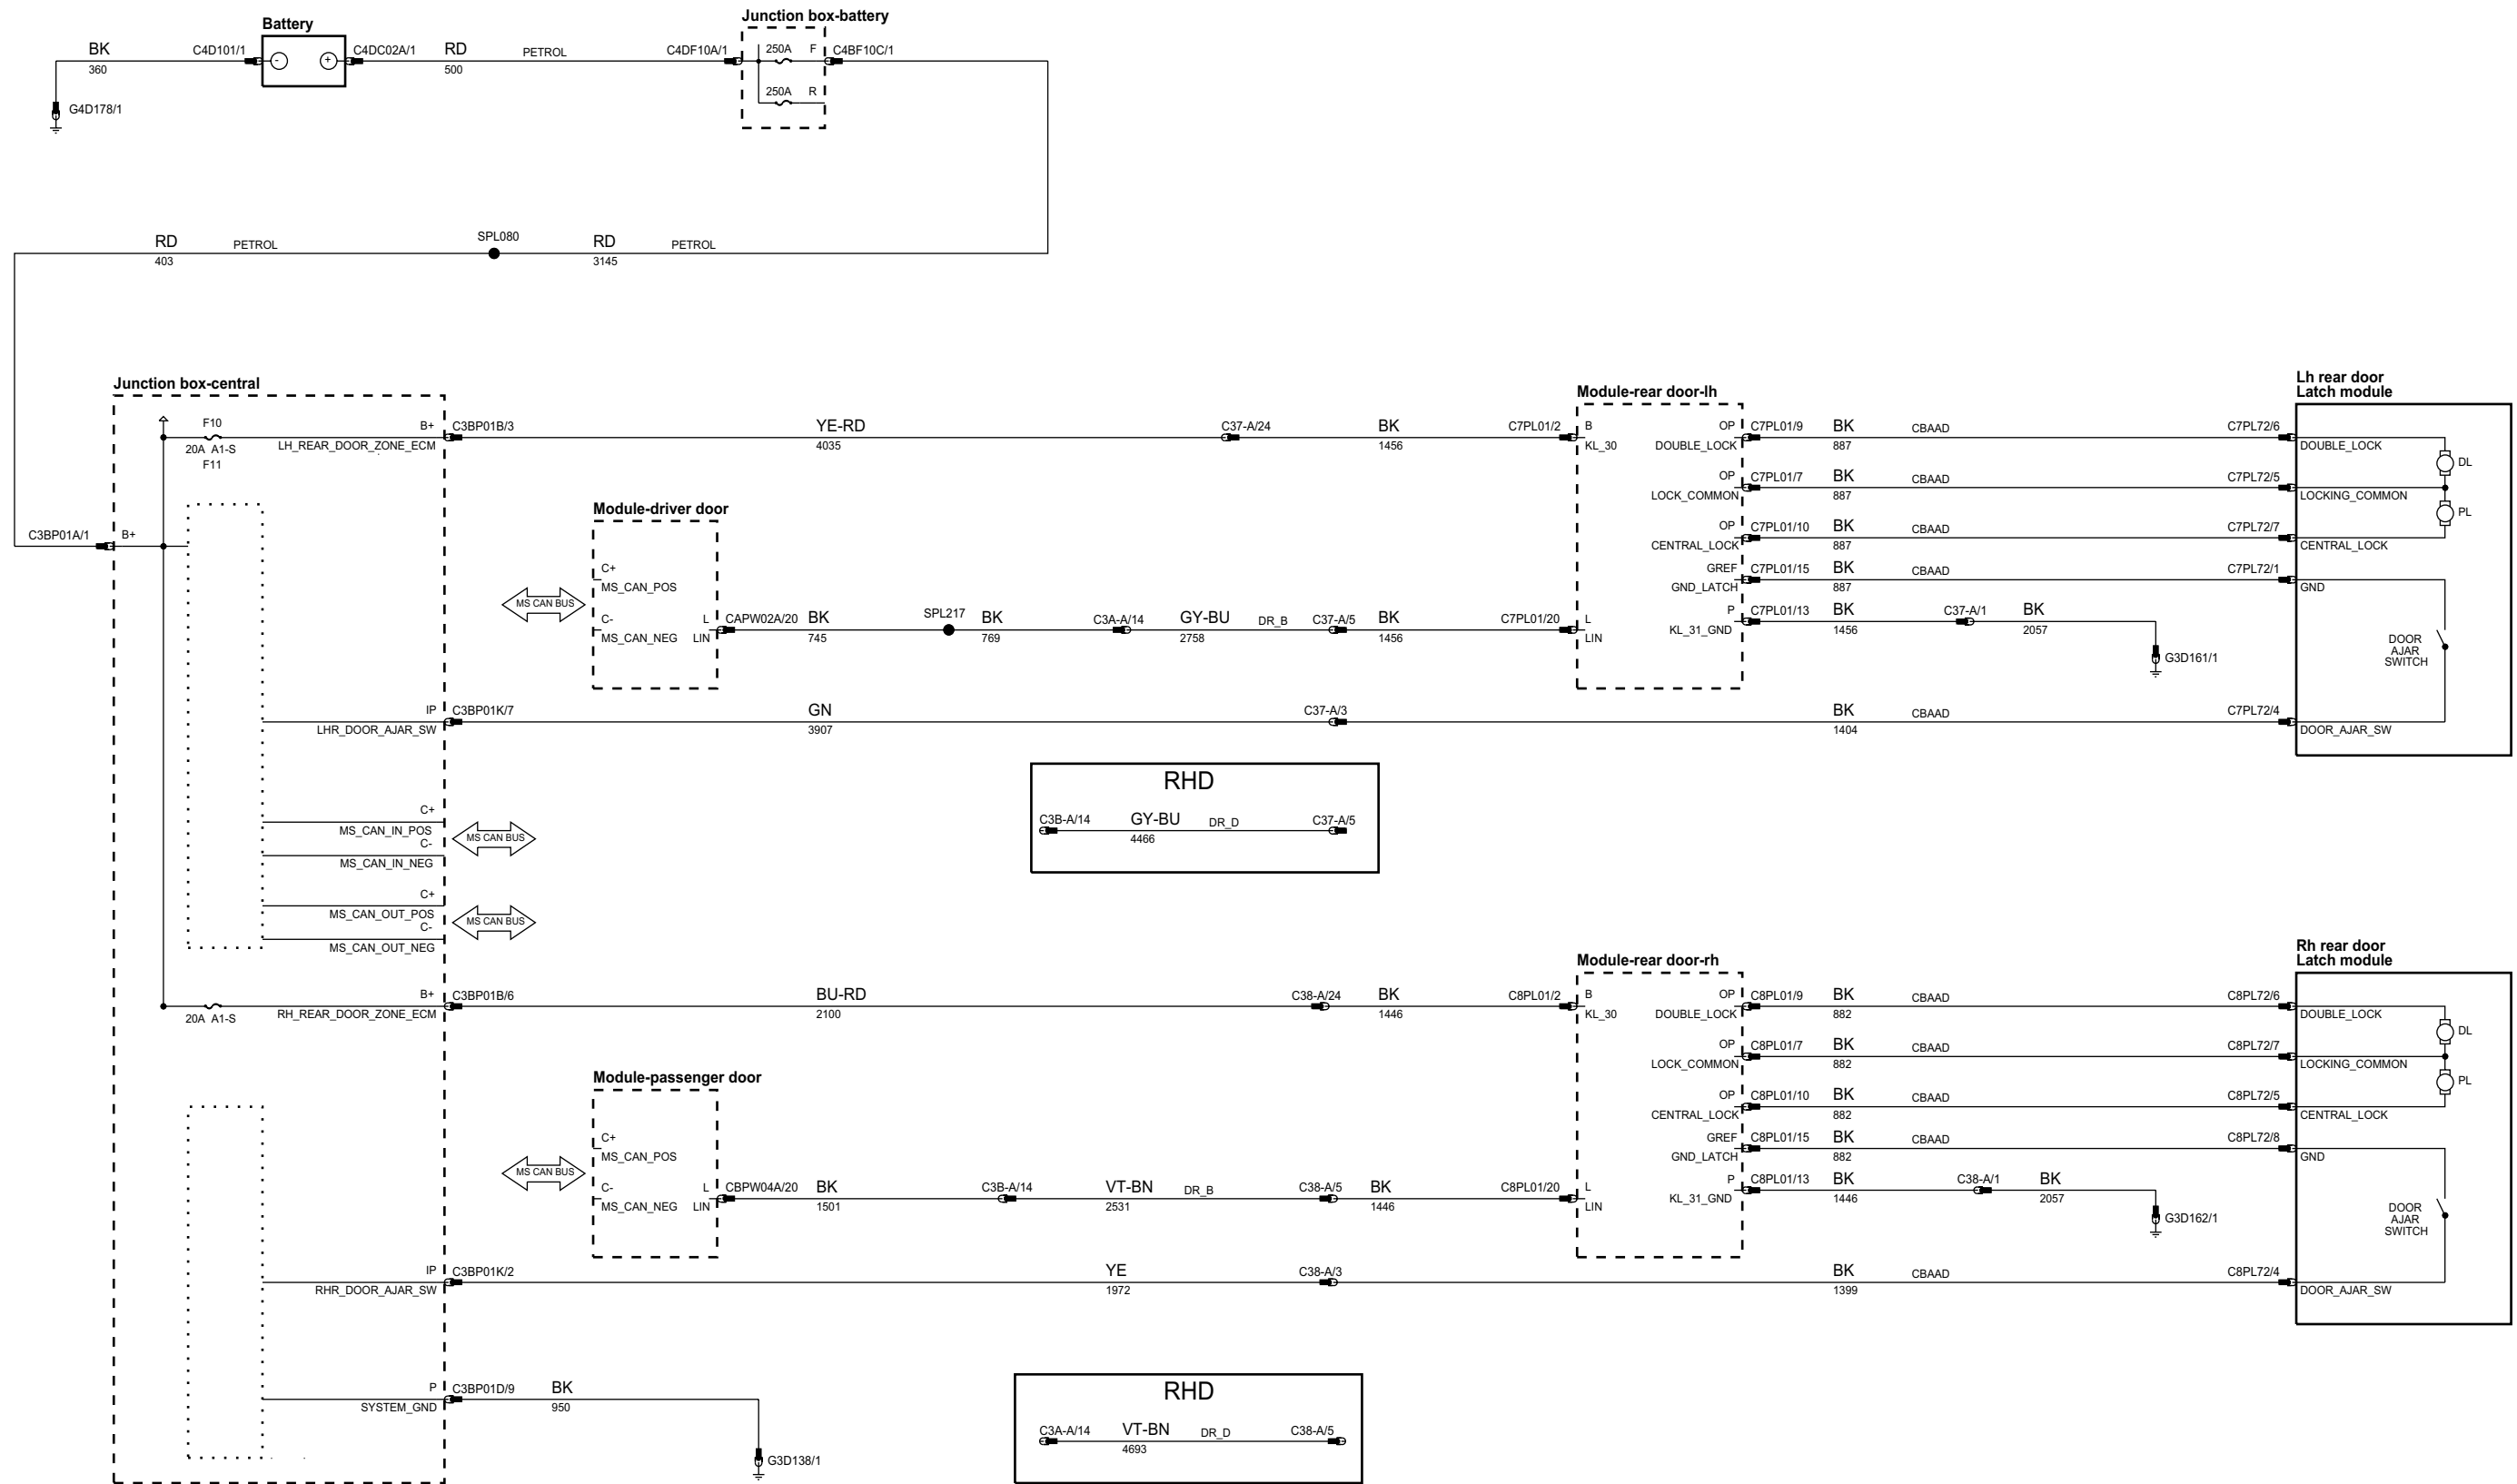 Battery
Junction box-battery
BK
360
C4D101/1
-
+
C4DC02A/1
RD
500
PETROL
C4DF10A/1
250A F
250A R
C4BF10C/1
G4D178/1
RD
403
PETROL
SPL080
RD
3145
PETROL
Junction box-central
F10
20A A1-S
F11
B+
LH_REAR_DOOR_ZONE_ECM
C3BP01B/3
YE-RD
4035
C37-A/24
BK
1456
C7PL01/2
C3BP01A/1
B+
Module-driver door
MS CAN BUS
C+
MS_CAN_POS
C-
MS_CAN_NEG
L
LIN
CAPW02A/20
BK
745
SPL217
BK
769
C3A-A/14
GY-BU
2758
DR_B
C37-A/5
BK
1456
C7PL01/20
Module-rear door-lh
B
KL_30
L
LIN
OP
DOUBLE_LOCK
C7PL01/9
BK
887
CBAAD
C7PL72/6
OP
LOCK_COMMON
C7PL01/7
BK
887
CBAAD
C7PL72/5
OP
CENTRAL_LOCK
C7PL01/10
BK
887
CBAAD
C7PL72/7
GREF
GND_LATCH
C7PL01/15
BK
887
CBAAD
C7PL72/1
P
KL_31_GND
C7PL01/13
BK
1456
C37-A/1
BK
2057
G3D161/1
Lh rear door
Latch module
DOUBLE_LOCK
DL
LOCKING_COMMON
PL
CENTRAL_LOCK
GND
DOOR
AJAR
SWITCH
DOOR_AJAR_SW
IP
LHR_DOOR_AJAR_SW
C3BP01K/7
GN
3907
C37-A/3
BK
1404
CBAAD
C7PL72/4
RHD
C3B-A/14
GY-BU
4466
DR_D
C37-A/5
C+
MS_CAN_IN_POS
C-
MS_CAN_IN_NEG
MS CAN BUS
C+
MS_CAN_OUT_POS
C-
MS_CAN_OUT_NEG
MS CAN BUS
20A A1-S
B+
RH_REAR_DOOR_ZONE_ECM
C3BP01B/6
BU-RD
2100
C38-A/24
BK
1446
C8PL01/2
Module-passenger door
MS CAN BUS
C+
MS_CAN_POS
C-
MS_CAN_NEG
L
LIN
CBPW04A/20
BK
1501
C3B-A/14
VT-BN
2531
DR_B
C38-A/5
BK
1446
C8PL01/20
Module-rear door-rh
B
KL_30
L
LIN
OP
DOUBLE_LOCK
C8PL01/9
BK
882
CBAAD
C8PL72/6
OP
LOCK_COMMON
C8PL01/7
BK
882
CBAAD
C8PL72/7
OP
CENTRAL_LOCK
C8PL01/10
BK
882
CBAAD
C8PL72/5
GREF
GND_LATCH
C8PL01/15
BK
882
CBAAD
C8PL72/8
P
KL_31_GND
C8PL01/13
BK
1446
C38-A/1
BK
2057
G3D162/1
Rh rear door
Latch module
DOUBLE_LOCK
DL
LOCKING_COMMON
PL
CENTRAL_LOCK
GND
DOOR
AJAR
SWITCH
DOOR_AJAR_SW
IP
RHR_DOOR_AJAR_SW
C3BP01K/2
YE
1972
C38-A/3
BK
1399
CBAAD
C8PL72/4
P
SYSTEM_GND
C3BP01D/9
BK
950
G3D138/1
RHD
C3A-A/14
VT-BN
4693
DR_D
C38-A/5